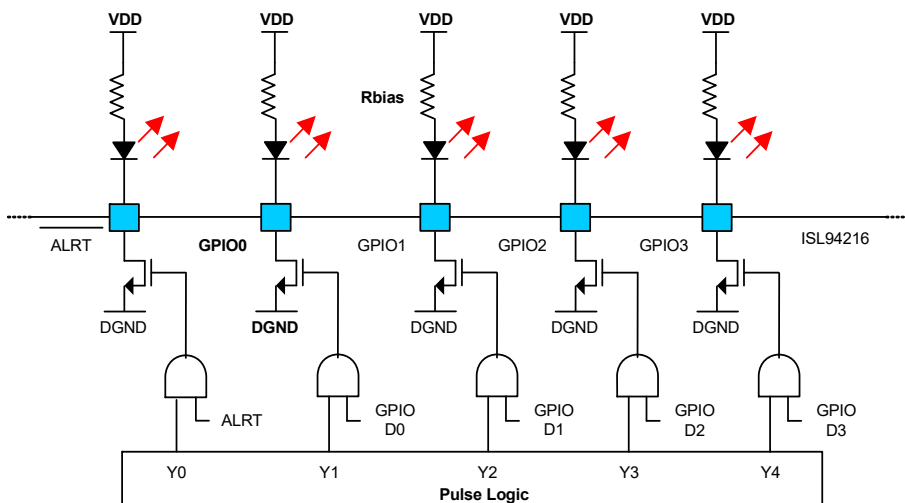 VDD VDD VDD VDD VDD
Rbias
ALRT GPIO0 GPIO1 GPIO2 GPIO3 ISL94216
DGND DGND DGND DGND DGND
ALRT GPIO D0 GPIO D1 GPIO D2 GPIO D3
Y0 Y1 Y2 Y3 Y4
Pulse Logic